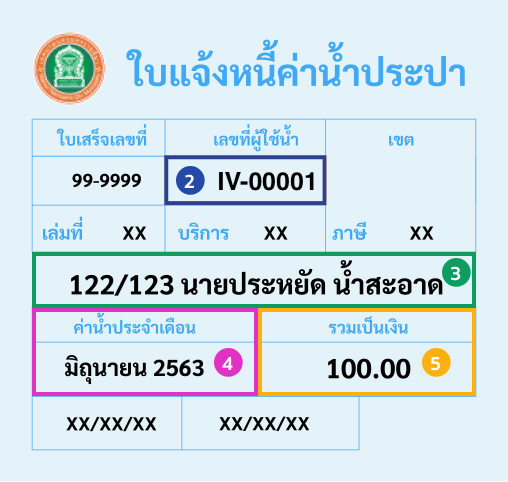 ใบแจ้งหนี้ค่าน้ำประปา
ใบเสร็จเลขที่ เลขที่ผู้ใช้น้ำ เขต
99-9999 2 IV-00001
เล่มที่ XX บริการ XX ภาษี XX
122/123 นายประหยัด น้ำสะอาด 3
ค่าน้ำประจำเดือน รวมเป็นเงิน
มิถุนายน 2563 4 100.00 5
XX/XX/XX XX/XX/XX